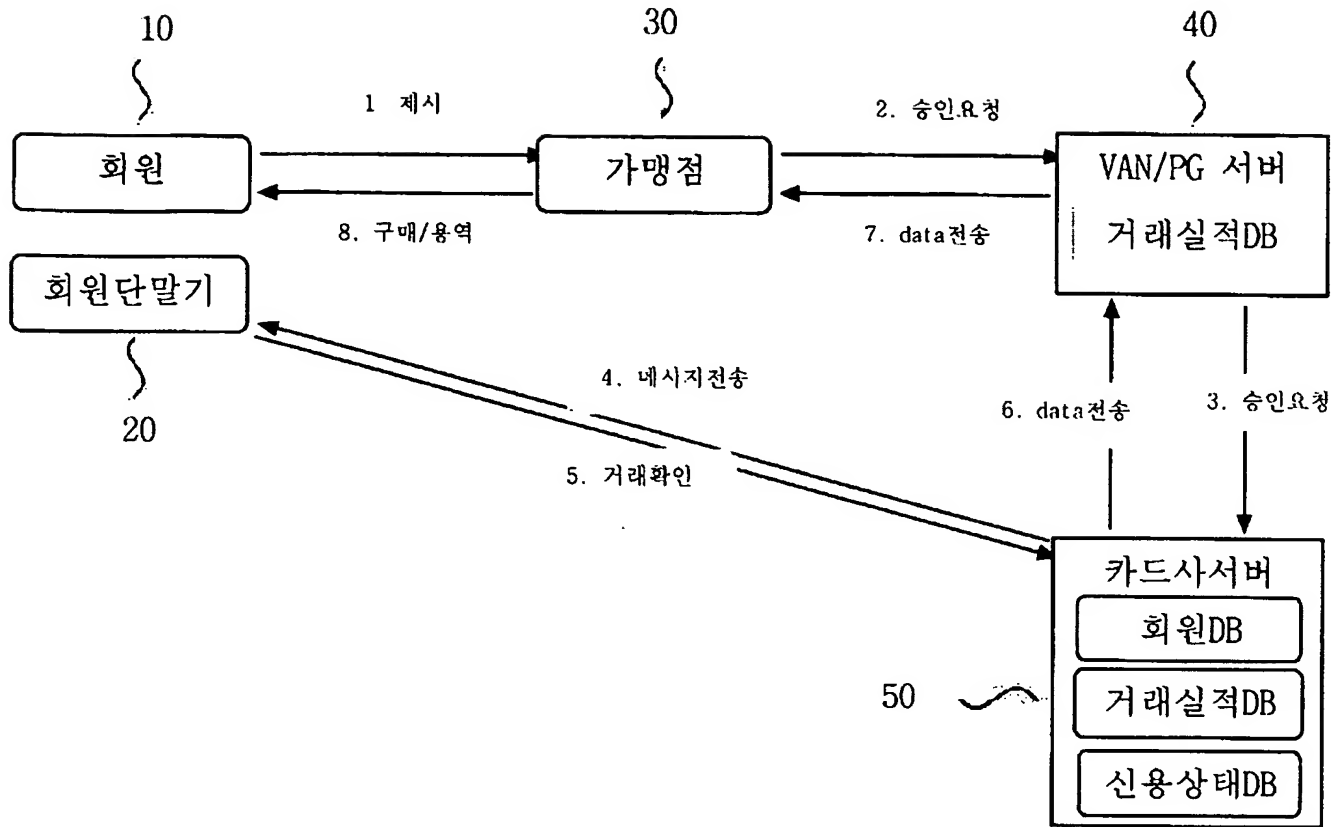 10
30
40
1 제시
2. 승인요청
회원
가맹점
VAN/PG 서버
거래실적DB
8. 구매/용역
7. data전송
회원단말기
20
4. 네시지전송
6. data전송
3. 승인요청
5. 거래확인
카드사서버
회원DB
50
거래실적DB
신용상태DB